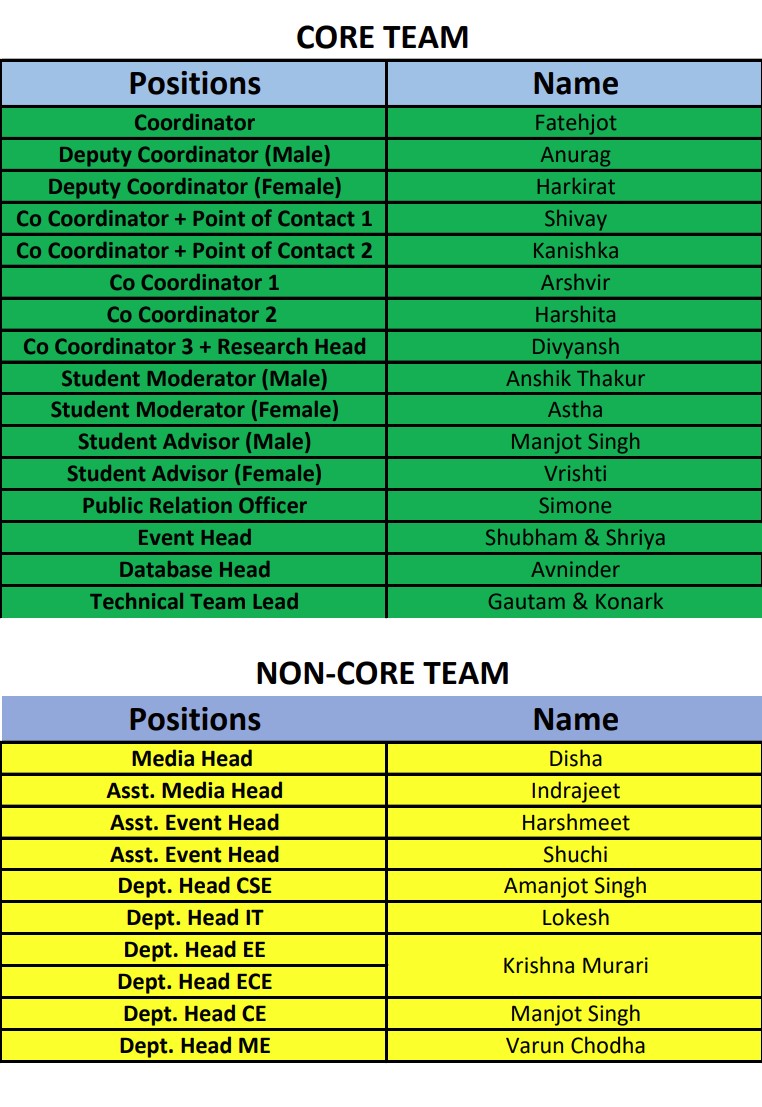 CORE TEAM
Positions Name
Coordinator Fatehjot
Deputy Coordinator (Male) Anurag
Deputy Coordinator (Female) Harkirat
Co Coordinator + Point of Contact 1 Shivay
Co Coordinator + Point of Contact 2 Kanishka
Co Coordinator 1 Arshvir
Co Coordinator 2 Harshita
Co Coordinator 3 + Research Head Divyansh
Student Moderator (Male) Anshik Thakur
Student Moderator (Female) Astha
Student Advisor (Male) Manjot Singh
Student Advisor (Female) Vrishti
Public Relation Officer Simone
Event Head Shubham & Shriya
Database Head Avninder
Technical Team Lead Gautam & Konark
NON-CORE TEAM
Positions Name
Media Head Disha
Asst. Media Head Indrajeet
Asst. Event Head Harshmeet
Asst. Event Head Shuchi
Dept. Head CSE Amanjot Singh
Dept. Head IT Lokesh
Dept. Head EE
Krishna Murari
Dept. Head ECE
Dept. Head CE Manjot Singh
Dept. Head ME Varun Chodha